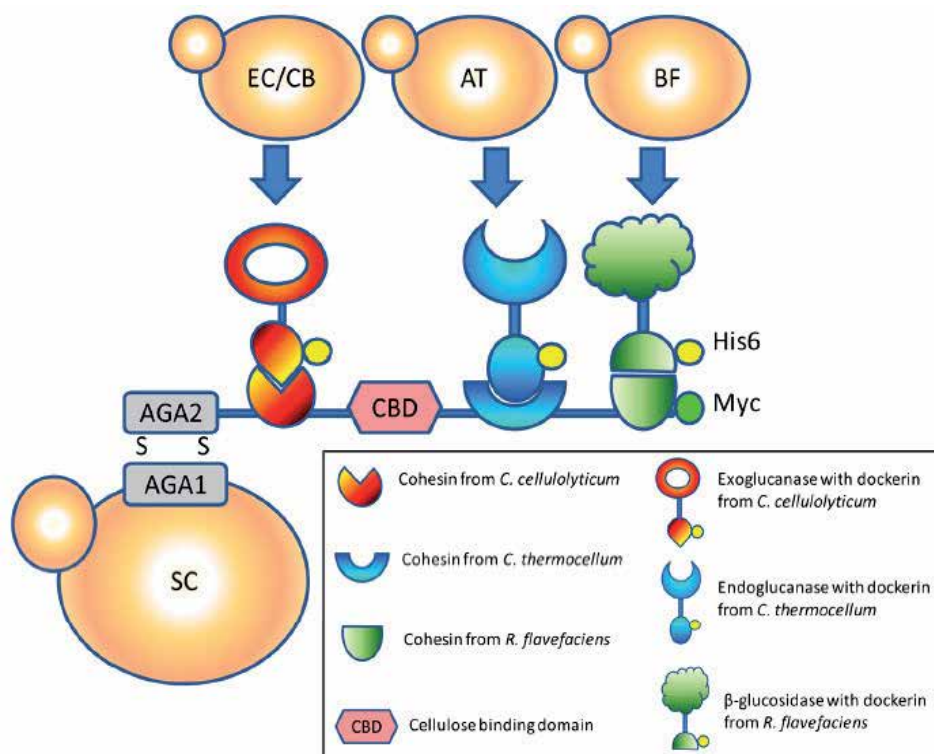 EC/CB
AT
BF
His6
Myc
AGA2
CBD
S S
AGA1
SC
Cohesin from C. cellulolyticum
Cohesin from C. thermocellum
Cohesin from R. flavefaciens
CBD
Cellulose binding domain
Exoglucanase with dockerin
from C. cellulolyticum
Endoglucanase with dockerin
from C. thermocellum
β-glucosidase with dockerin
from R. flavefaciens